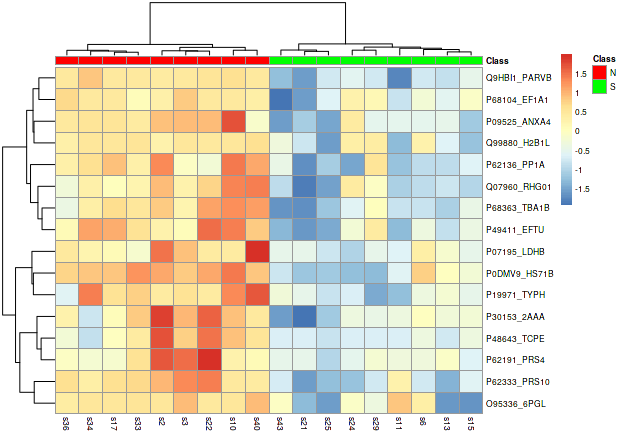 Class
Class
N
S
1.5
1
0.5
0
-0.5
-1
-1.5
Q9HBI1_PARVB
P68104_EF1A1
P09525_ANXA4
Q99880_H2B1L
P62136_PP1A
Q07960_RHG01
P68363_TBA1B
P49411_EFTU
P07195_LDHB
P0DMV9_HS71B
P19971_TYPH
P30153_2AAA
P48643_TCPE
P62191_PRS4
P62333_PRS10
O95336_6PGL
s36 s34 s17 s33 s2 s3 s22 s10 s40 s43 s21 s25 s24 s29 s11 s6 s13 s15